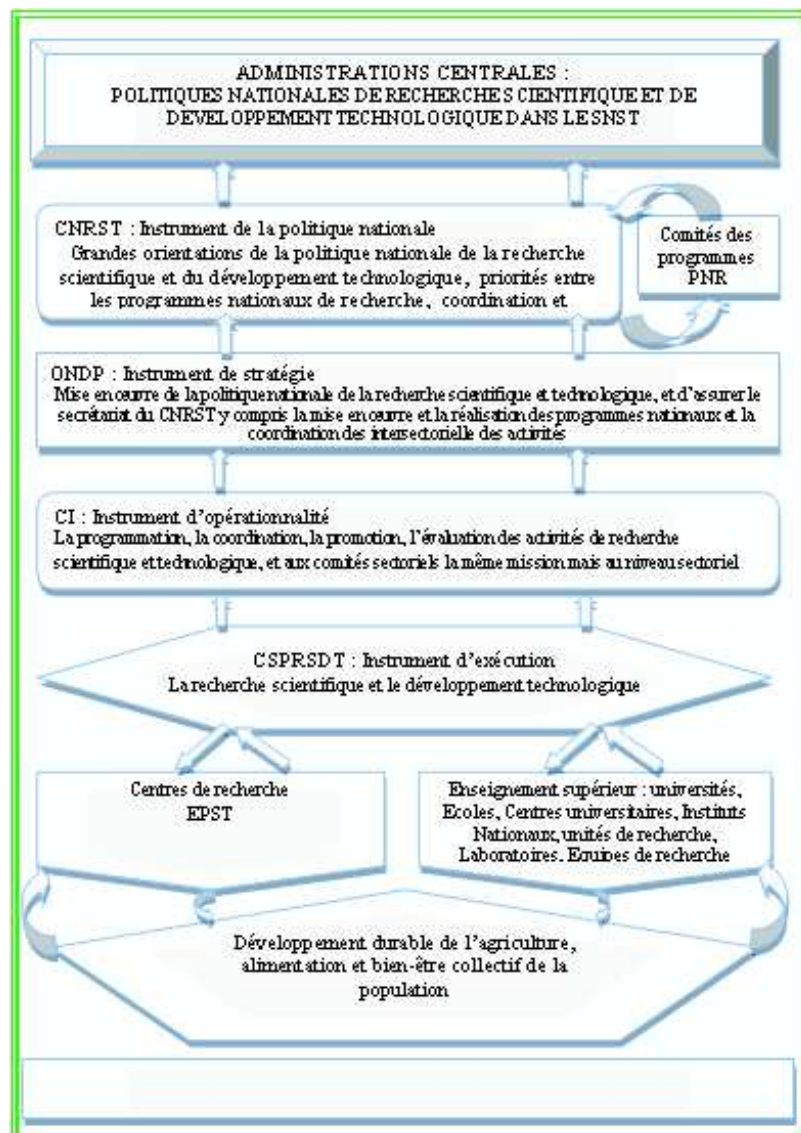 ADMINISTRATIONS CENTRALES :
POLITIQUES NATIONALES DE RECHERCHE SCIENTIFIQUE ET DE
DEVELOPPEMENT TECHNOLOGIQUE DANS LE SNST
CNRST : Instrument de la politique nationale
Grandes orientations de la politique nationale de la recherche
scientifique et du développement technologique, priorités entre
les programmes nationaux de recherche, coordination et
Comités des
programmes
PNR
ONDP : Instrument de stratégie
Mise en œuvre de la politique nationale de la recherche scientifique et technologique, et d'assurer le
secrétariat du CNRST y compris la mise en œuvre et la réalisation des programmes nationaux et la
coordination des intersectorielle des activités
CI : Instrument d'opérationnalité
La programmation, la coordination, la promotion, l'évaluation des activités de recherche
scientifique et technologique, et aux comités sectoriels la même mission mais au niveau sectoriel
CSPRSDT : Instrument d'exécution
La recherche scientifique et le développement technologique
Centres de recherche
EPST
Enseignement supérieur : universités,
Ecoles, Centres universitaires, Instituts
Nationaux, unités de recherche,
Laboratoires, Equipes de recherche
Développement durable de l'agriculture,
alimentation et bien-être collectif de la
population